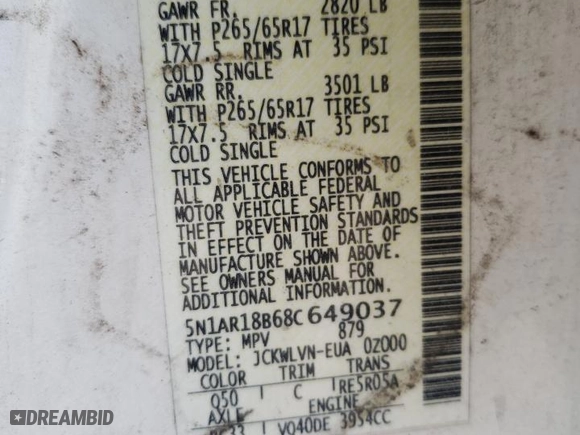 GAWR FR. 2820 LB
WITH P265/65R17 TIRES
17X7.5 RIMS AT 35 PSI
COLD SINGLE
GAWR RR. 3501 LB
WITH P265/65R17 TIRES
17X7.5 RIMS AT 35 PSI
COLD SINGLE
THIS VEHICLE CONFORMS TO
ALL APPLICABLE FEDERAL
MOTOR VEHICLE SAFETY AND
THEFT PREVENTION STANDARDS
IN EFFECT ON THE DATE OF
MANUFACTURE SHOWN ABOVE.
SEE OWNERS MANUAL FOR
ADDITIONAL INFORMATION.
5N1AR18B68C649037
TYPE: MPV 879
MODEL: JCKWLVN-EUA 0Z000
COLOR TRIM TRANS
Q50 C RE5R05A
AXLE ENGINE
VQ40DE 3954CC
DREAMBID